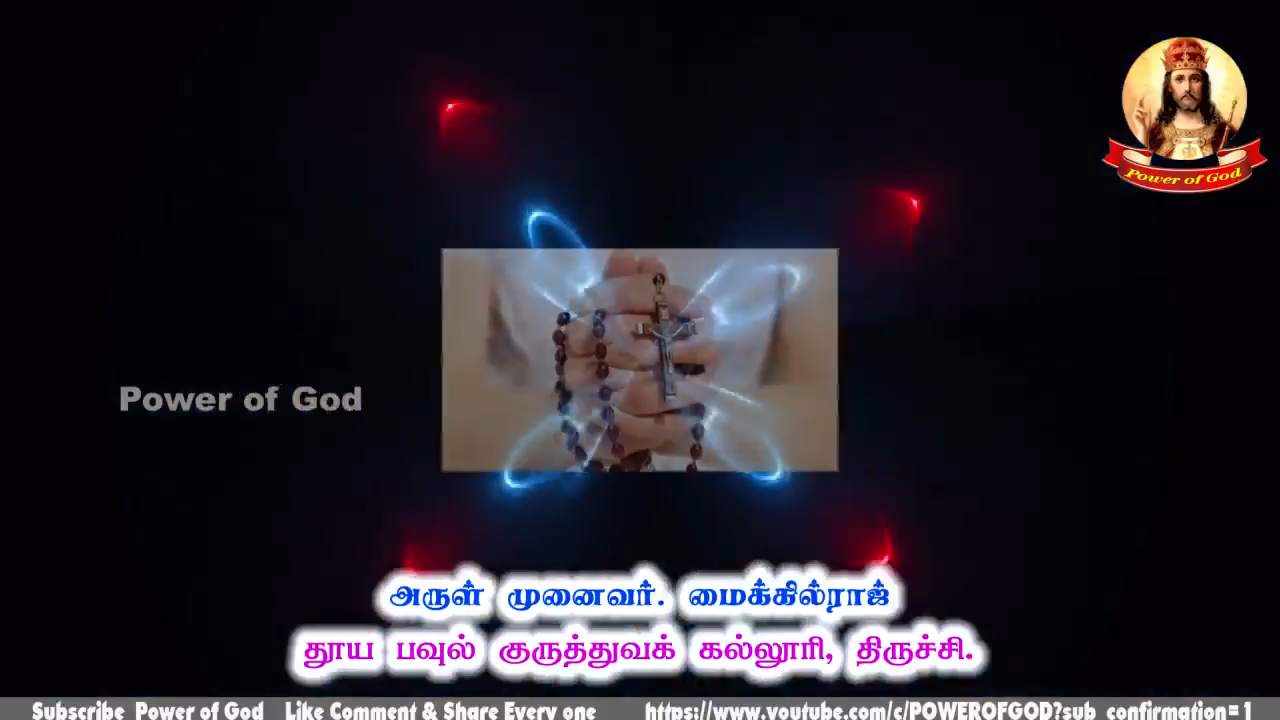 Power of God
Power of God
அருள் முனைவர். மைக்கில்ராஜ்
தூய பவுல் குருத்துவக் கல்லூரி, திருச்சி.
Subscribe Power of God Like Comment & Share Every one https://www.youtube.com/c/POWEROFGOD?sub_confirmation=1